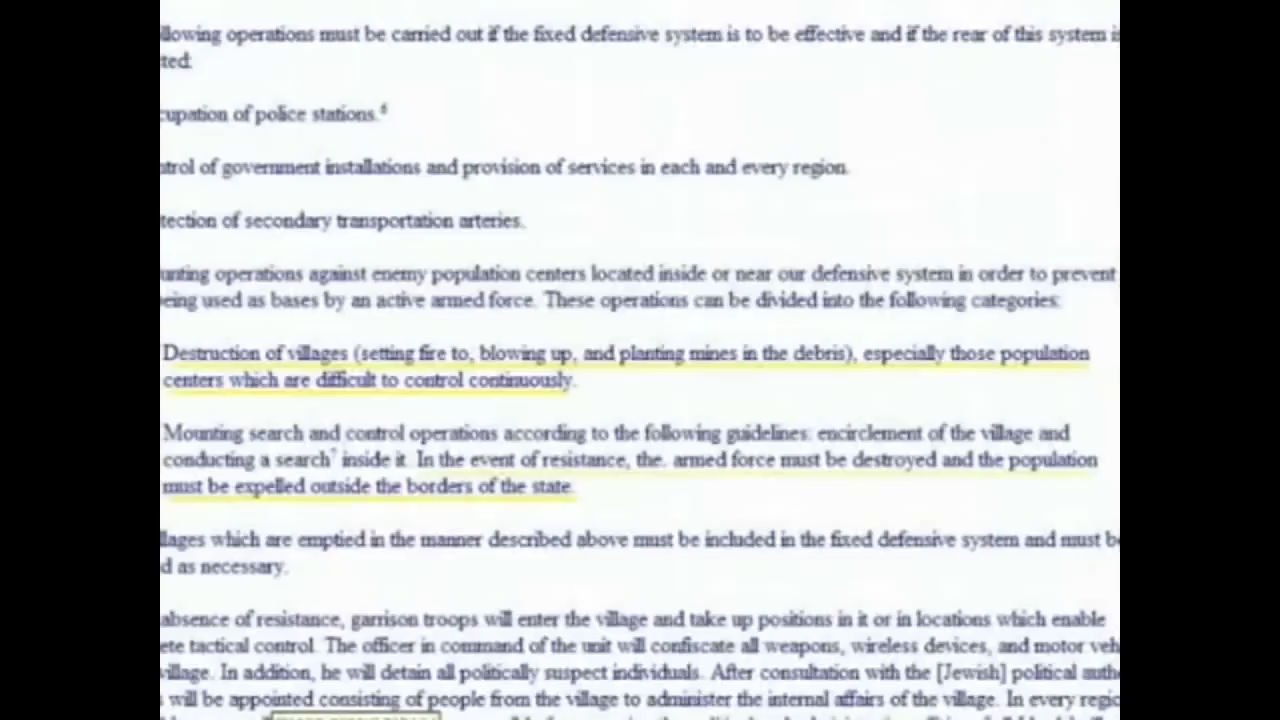 llowing operations must be carried out if the fixed defensive system is to be effective and if the rear of this system is
ted:
cupation of police stations.6
ntrol of government installations and provision of services in each and every region.
tection of secondary transportation arteries.
unting operations against enemy population centers located inside or near our defensive system in order to prevent
eing used as bases by an active armed force. These operations can be divided into the following categories:
Destruction of villages (setting fire to, blowing up, and planting mines in the debris), especially those population
centers which are difficult to control continuously.
Mounting search and control operations according to the following guidelines: encirclement of the village and
conducting a search7 inside it. In the event of resistance, the. armed force must be destroyed and the population
must be expelled outside the borders of the state.
llages which are emptied in the manner described above must be included in the fixed defensive system and must be
d as necessary.
absence of resistance, garrison troops will enter the village and take up positions in it or in locations which enable
ete tactical control. The officer in command of the unit will confiscate all weapons, wireless devices, and motor veh
village. In addition, he will detain all politically suspect individuals. After consultation with the [Jewish] political auth
s will be appointed consisting of people from the village to administer the internal affairs of the village. In every regio